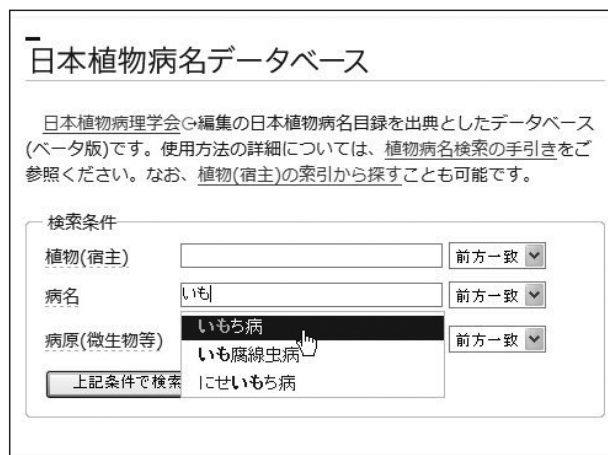 日本植物病名データベース
日本植物病理学会編集の日本植物病名目録を出典としたデータベース
(ベータ版)です。使用方法の詳細については、植物病名検索の手引きをご
参照ください。なお、植物(宿主)の索引から探すことも可能です。
検索条件
植物(宿主) 前方一致
病名 いも 前方一致
いもち病
病原(微生物等) 前方一致
いも腐線虫病
上記条件で検索 にせいもち病